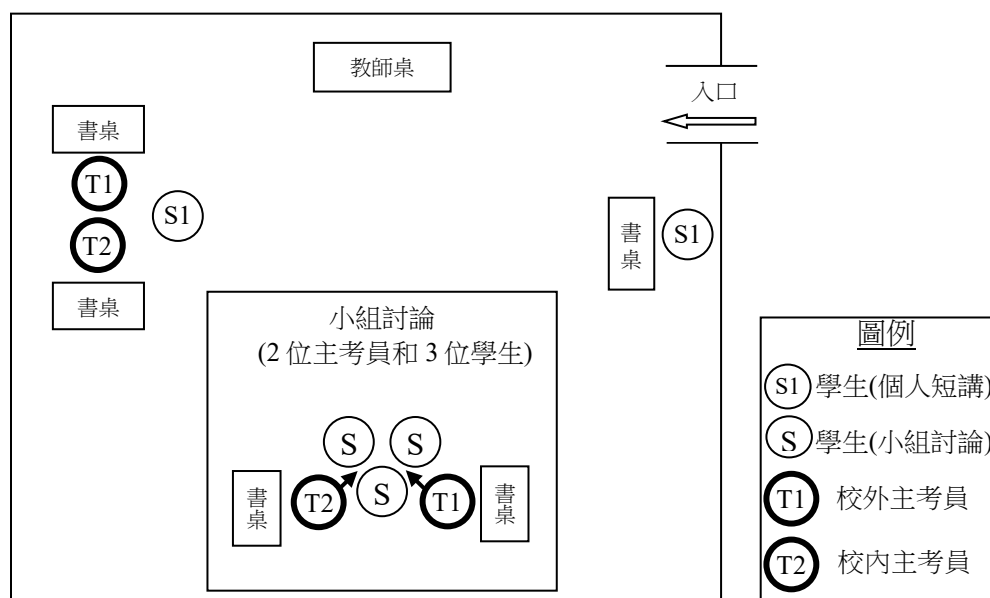 教師桌
入口
書桌
T1
S1
T2
書桌
書桌
S1
小組討論
(2 位主考員和 3 位學生)
S
S
S
書桌
T2
T1
書桌
圖例
S1 學生(個人短講)
S 學生(小組討論)
T1 校外主考員
T2 校內主考員